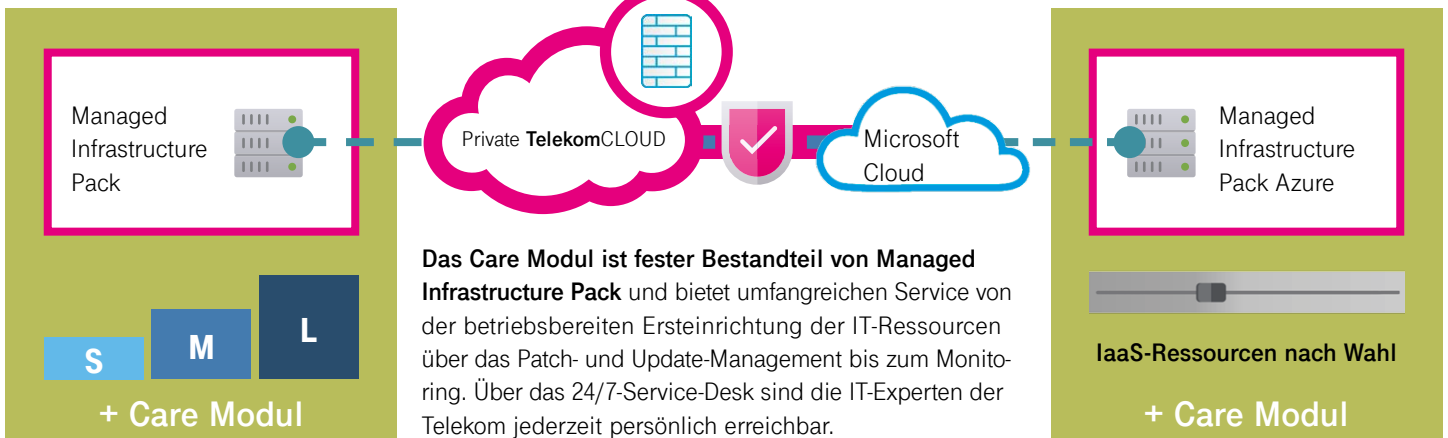 Managed
Infrastructure
Pack
S
M
L
+ Care Modul
Private TelekomCLOUD
Microsoft
Cloud
Das Care Modul ist fester Bestandteil von Managed
Infrastructure Pack und bietet umfangreichen Service von
der betriebsbereiten Ersteinrichtung der IT-Ressourcen
über das Patch- und Update-Management bis zum Monito-
ring. Über das 24/7-Service-Desk sind die IT-Experten der
Telekom jederzeit persönlich erreichbar.
Managed
Infrastructure
Pack Azure
IaaS-Ressourcen nach Wahl
+ Care Modul